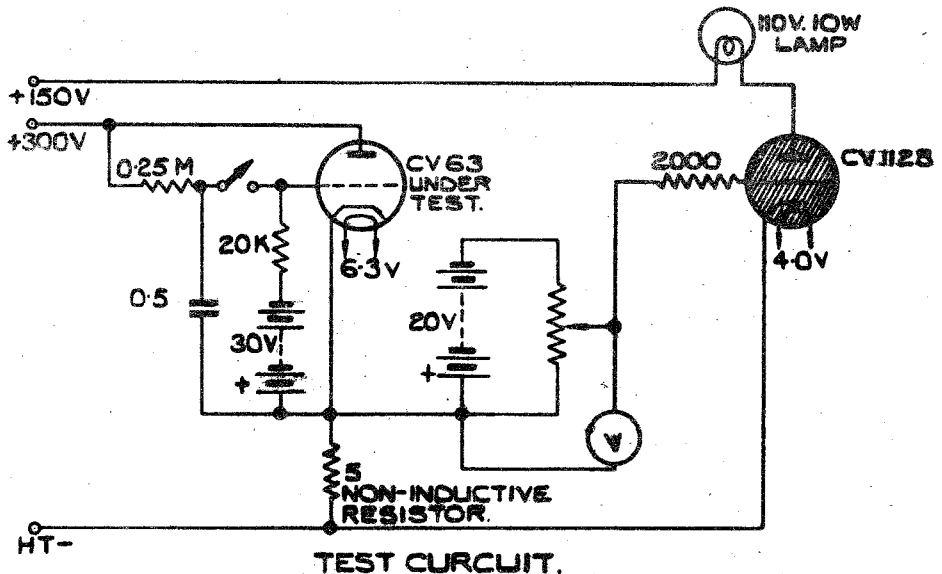 110V. 10W
LAMP
+150V
+300V
0·25 M
CV63
UNDER
TEST.
2000
CV1128
20K
6·3 V
4·0V
0·5
30V
20V
+
+
V
5
NON-INDUCTIVE
RESISTOR.
HT-
TEST CURCUIT.